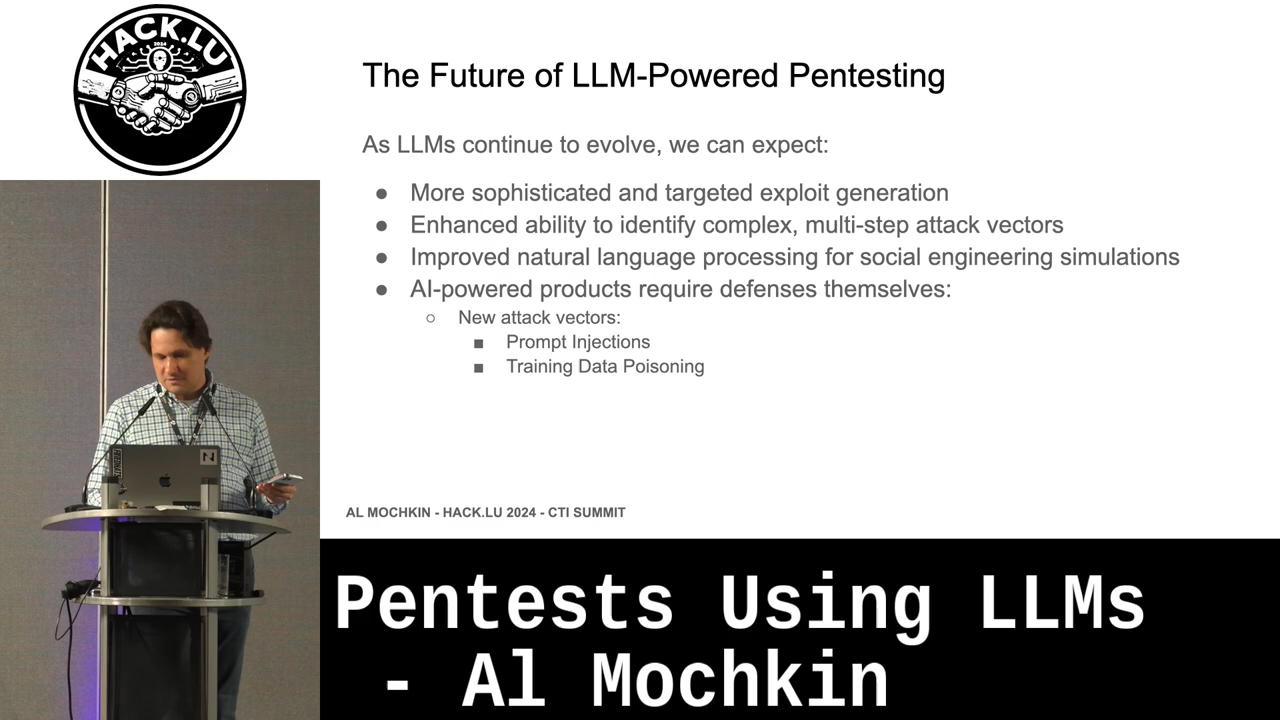 HACK.LU
2024
The Future of LLM-Powered Pentesting
As LLMs continue to evolve, we can expect:
● More sophisticated and targeted exploit generation
● Enhanced ability to identify complex, multi-step attack vectors
● Improved natural language processing for social engineering simulations
● AI-powered products require defenses themselves:
○ New attack vectors:
■ Prompt Injections
■ Training Data Poisoning
AL MOCHKIN - HACK.LU 2024 - CTI SUMMIT
Pentests Using LLMs
- Al Mochkin